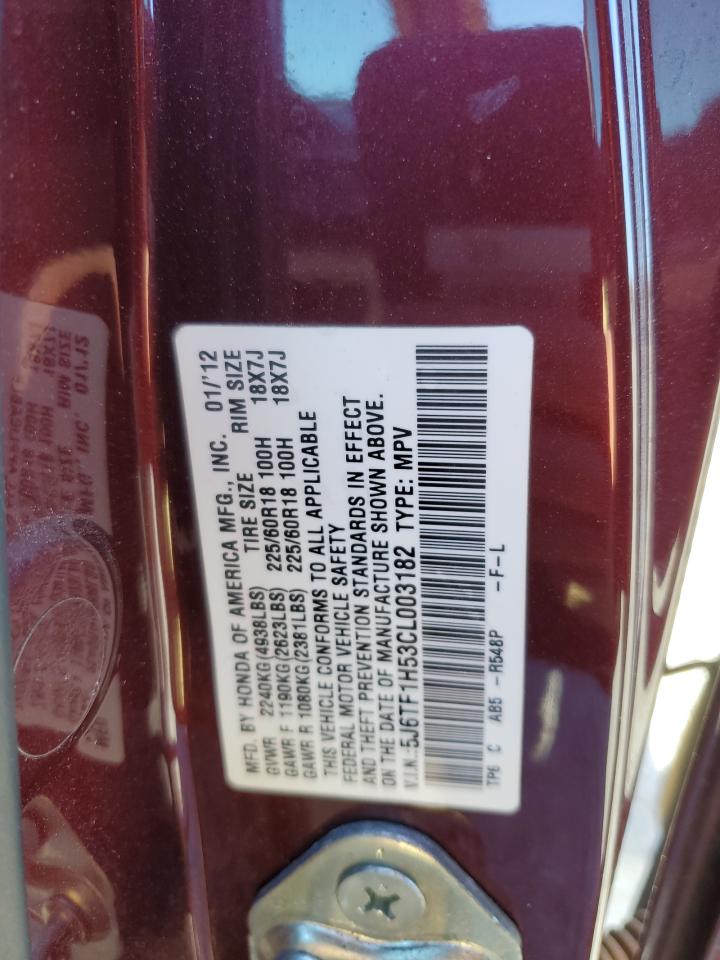 MFD. BY HONDA OF AMERICA MFG., INC. 01/'12
GVWR 2240KG(4938LBS) TIRE SIZE RIM SIZE
GAWR F 1190KG(2623LBS) 225/60R18 100H 18X7J
GAWR R 1080KG(2381LBS) 225/60R18 100H 18X7J
THIS VEHICLE CONFORMS TO ALL APPLICABLE
FEDERAL MOTOR VEHICLE SAFETY
AND THEFT PREVENTION STANDARDS IN EFFECT
ON THE DATE OF MANUFACTURE SHOWN ABOVE.
V.I.N.:5J6TF1H53CL003182 TYPE: MPV
TP6 C AB5 -R548P -F-L